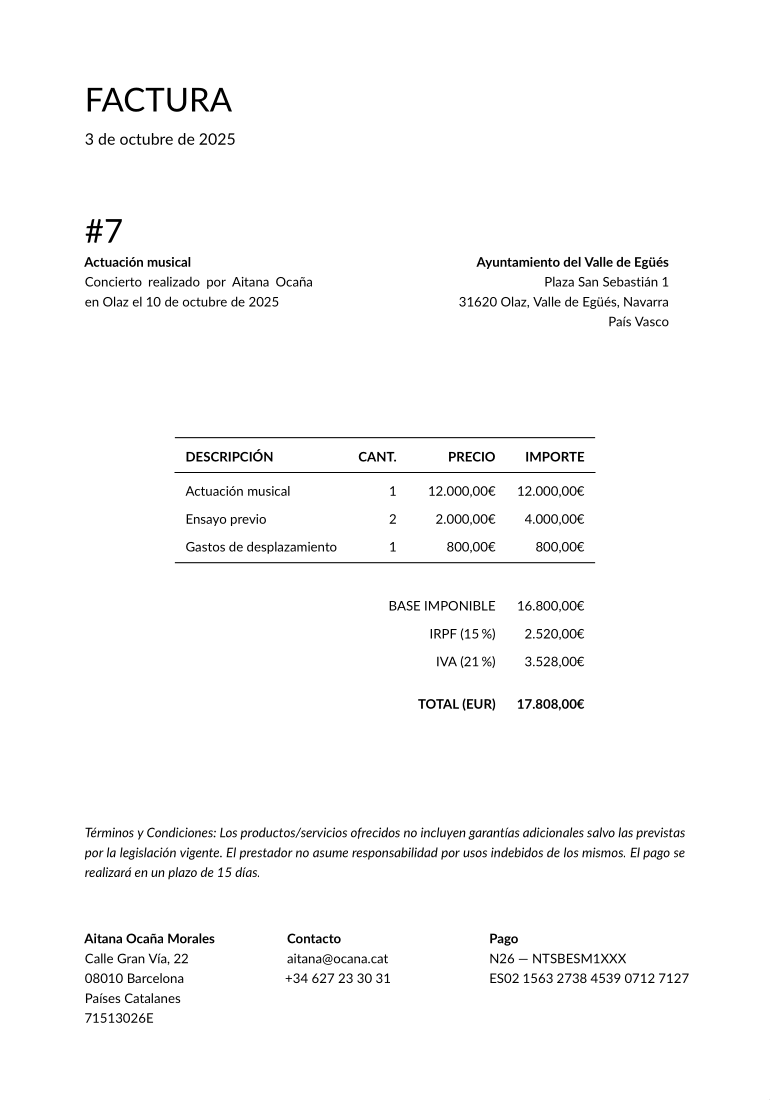 FACTURA
3 de octubre de 2025
#7
Actuación musical
Concierto realizado por Aitana Ocaña
en Olaz el 10 de octubre de 2025
Ayuntamiento del Valle de Egüés
Plaza San Sebastián 1
31620 Olaz, Valle de Egüés, Navarra
País Vasco
DESCRIPCIÓN CANT. PRECIO IMPORTE
Actuación musical 1 12.000,00€ 12.000,00€
Ensayo previo 2 2.000,00€ 4.000,00€
Gastos de desplazamiento 1 800,00€ 800,00€
BASE IMPONIBLE 16.800,00€
IRPF (15 %) 2.520,00€
IVA (21 %) 3.528,00€
TOTAL (EUR) 17.808,00€
Términos y Condiciones: Los productos/servicios ofrecidos no incluyen garantías adicionales salvo las previstas
por la legislación vigente. El prestador no asume responsabilidad por usos indebidos de los mismos. El pago se
realizará en un plazo de 15 días.
Aitana Ocaña Morales
Calle Gran Vía, 22
08010 Barcelona
Países Catalanes
71513026E
Contacto
aitana@ocana.cat
+34 627 23 30 31
Pago
N26 — NTSBESM1XXX
ES02 1563 2738 4539 0712 7127